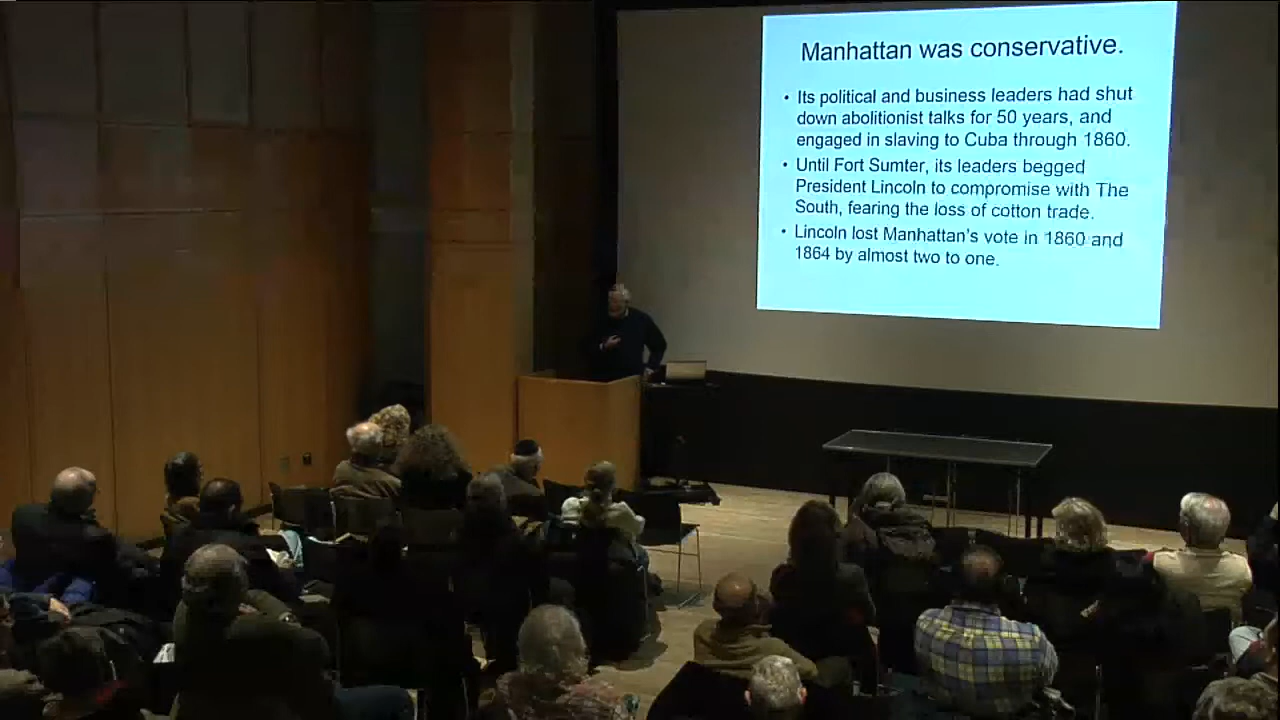 Manhattan was conservative.
• Its political and business leaders had shut
down abolitionist talks for 50 years, and
engaged in slaving to Cuba through 1860.
• Until Fort Sumter, its leaders begged
President Lincoln to compromise with The
South, fearing the loss of cotton trade.
• Lincoln lost Manhattan's vote in 1860 and
1864 by almost two to one.